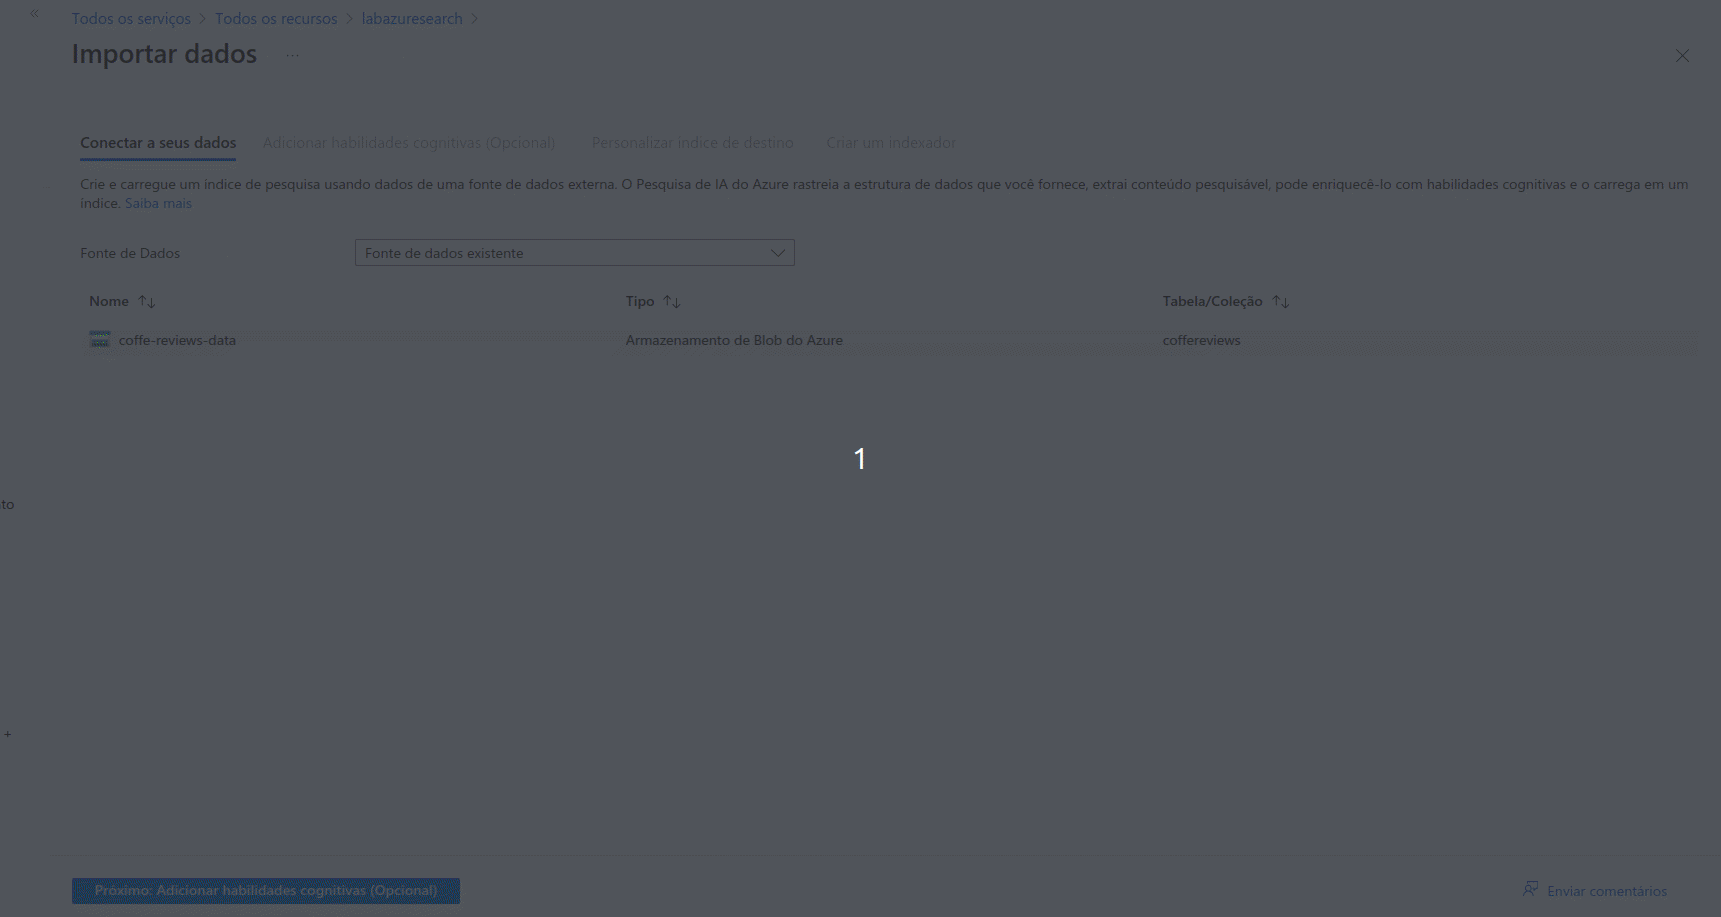 Todos os serviços > Todos os recursos > labazuresearch >
Importar dados ...
Conectar a seus dados Adicionar habilidades cognitivas (Opcional) Personalizar índice de destino Criar um indexador
Crie e carregue um índice de pesquisa usando dados de uma fonte de dados externa. O Pesquisa de IA do Azure rastreia a estrutura de dados que você fornece, extrai conteúdo pesquisável, pode enriquecê-lo com habilidades cognitivas e o carrega em um
índice. Saiba mais
Fonte de Dados Fonte de dados existente
Nome ↑↓ Tipo ↑↓ Tabela/Coleção ↑↓
coffe-reviews-data Armazenamento de Blob do Azure coffereviews
1
to
+
Próximo: Adicionar habilidades cognitivas (Opcional) Enviar comentários